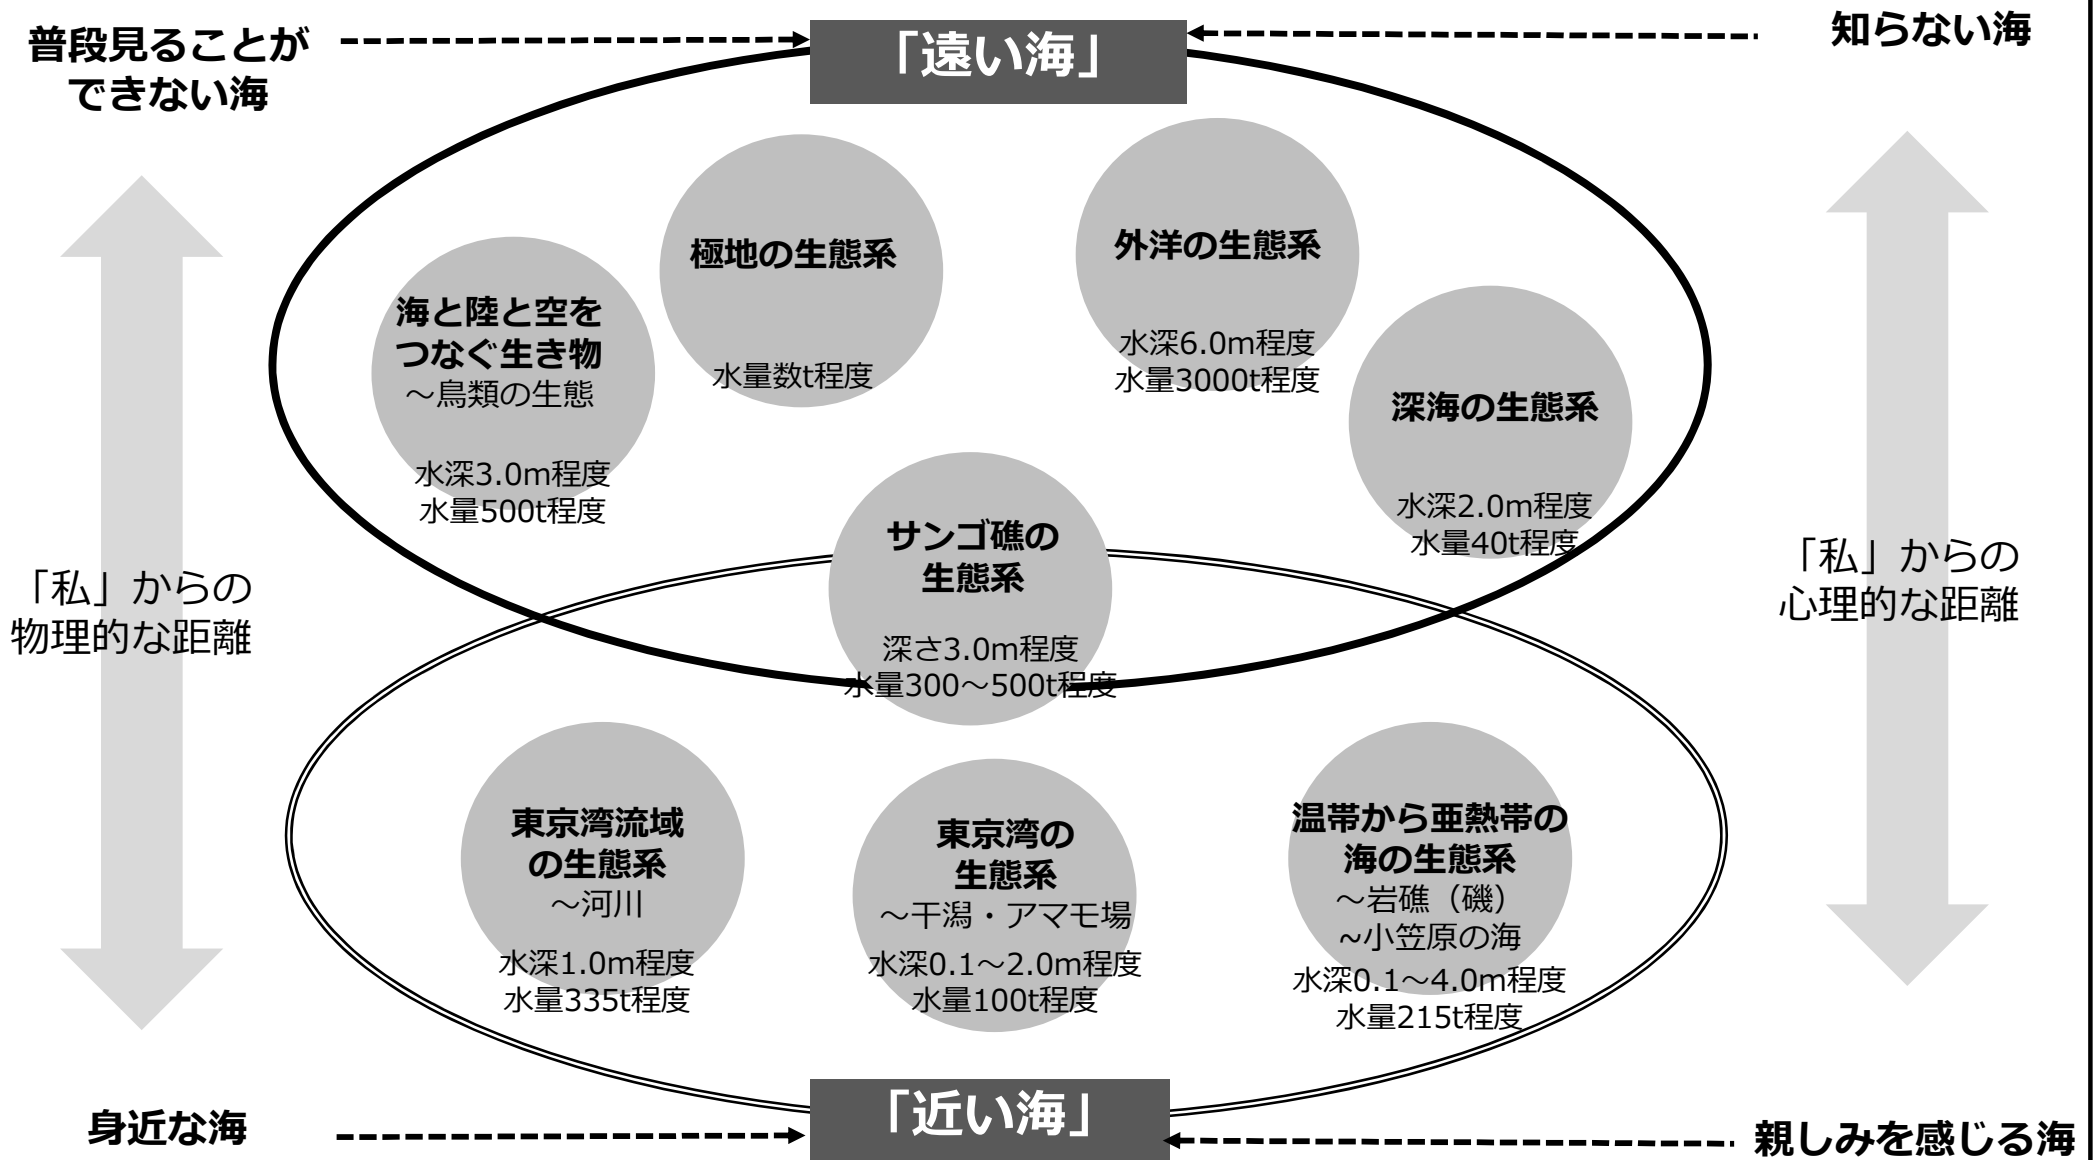 普段見ることが
できない海
「遠い海」
知らない海
極地の生態系
水量数t程度
外洋の生態系
水深6.0m程度
水量3000t程度
海と陸と空を
つなぐ生き物
～鳥類の生態
水深3.0m程度
水量500t程度
深海の生態系
水深2.0m程度
水量40t程度
サンゴ礁の
生態系
深さ3.0m程度
水量300～500t程度
「私」からの
物理的な距離
「私」からの
心理的な距離
東京湾流域
の生態系
～河川
水深1.0m程度
水量335t程度
東京湾の
生態系
～干潟・アマモ場
水深0.1～2.0m程度
水量100t程度
温帯から亜熱帯の
海の生態系
～岩礁（磯）
~小笠原の海
水深0.1～4.0m程度
水量215t程度
身近な海
「近い海」
親しみを感じる海